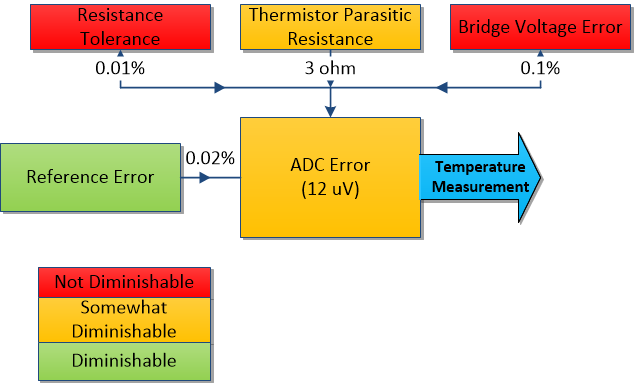 Resistance
Tolerance
Thermistor Parasitic
Resistance
Bridge Voltage Error
0.01%
3 ohm
0.1%
Reference Error
0.02%
ADC Error
(12 uV)
Temperature
Measurement
Not Diminishable
Somewhat
Diminishable
Diminishable